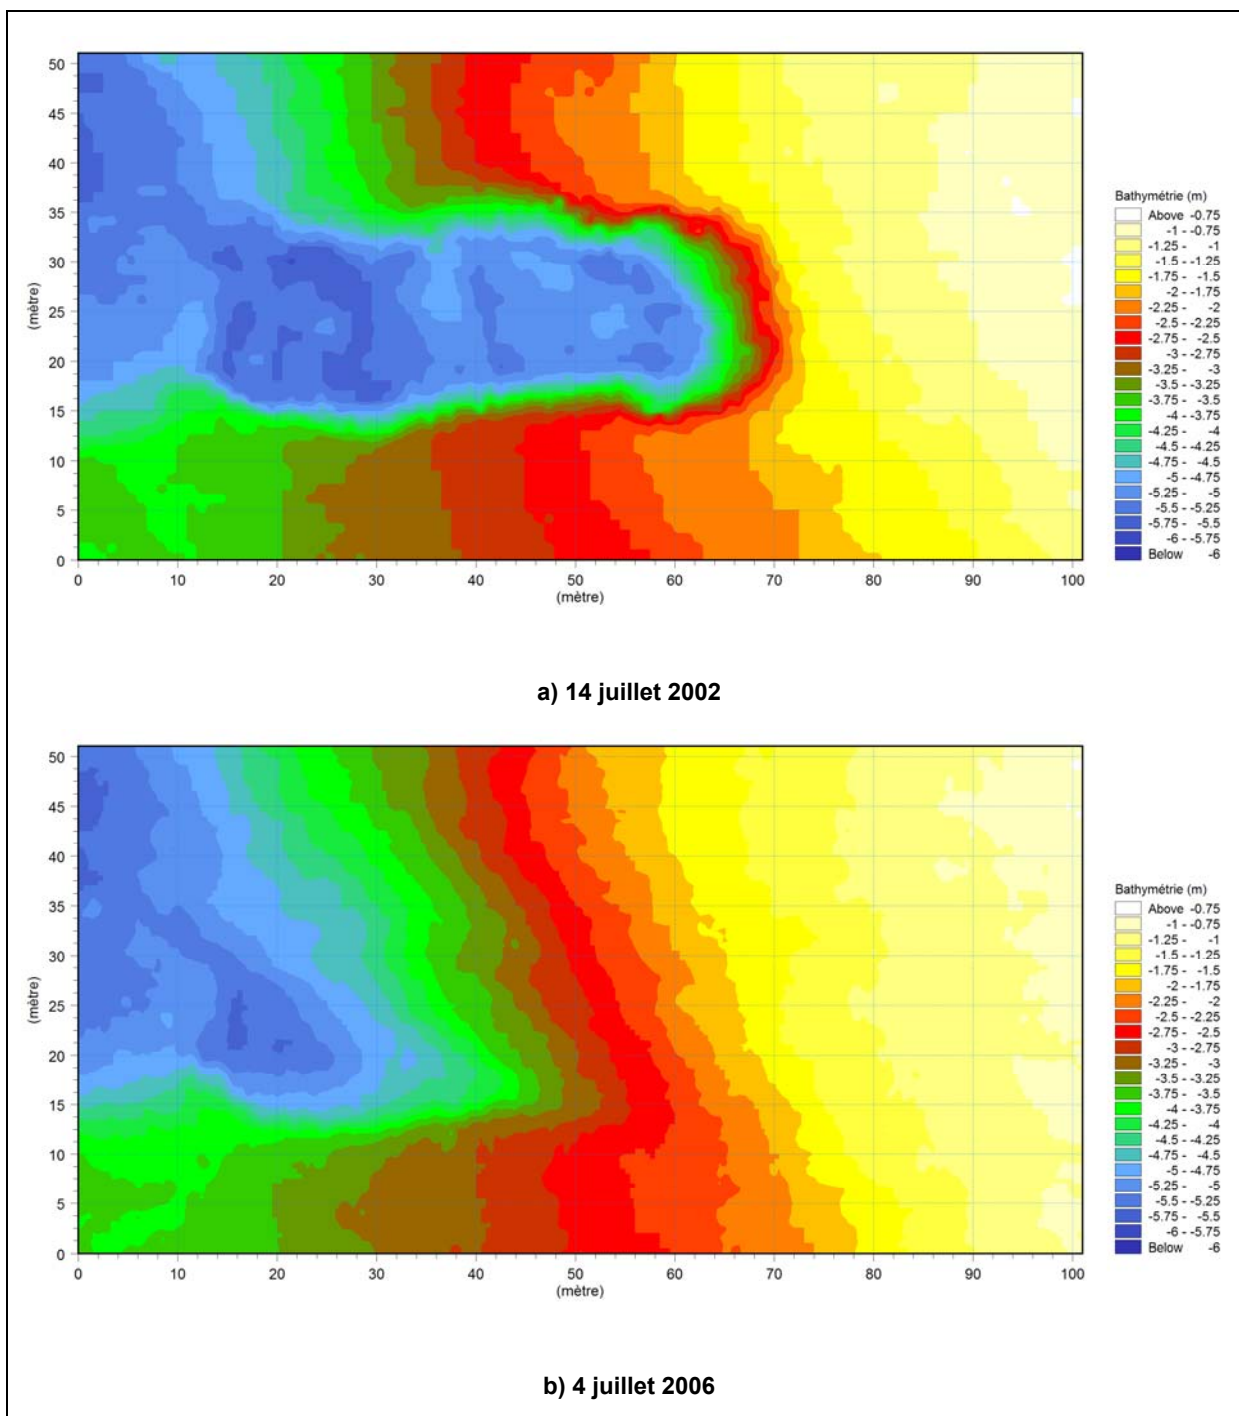 50
45
40
35
30
25
20
15
10
5
0
(mètre)
0 10 20 30 40 50 60 70 80 90 100
(mètre)
Bathymétrie (m)
Above -0.75
-1 - -0.75
-1.25 - -1
-1.5 - -1.25
-1.75 - -1.5
-2 - -1.75
-2.25 - -2
-2.5 - -2.25
-2.75 - -2.5
-3 - -2.75
-3.25 - -3
-3.5 - -3.25
-3.75 - -3.5
-4 - -3.75
-4.25 - -4
-4.5 - -4.25
-4.75 - -4.5
-5 - -4.75
-5.25 - -5
-5.5 - -5.25
-5.75 - -5.5
-6 - -5.75
Below -6
a) 14 juillet 2002
50
45
40
35
30
25
20
15
10
5
0
(mètre)
0 10 20 30 40 50 60 70 80 90 100
(mètre)
Bathymétrie (m)
Above -0.75
-1 - -0.75
-1.25 - -1
-1.5 - -1.25
-1.75 - -1.5
-2 - -1.75
-2.25 - -2
-2.5 - -2.25
-2.75 - -2.5
-3 - -2.75
-3.25 - -3
-3.5 - -3.25
-3.75 - -3.5
-4 - -3.75
-4.25 - -4
-4.5 - -4.25
-4.75 - -4.5
-5 - -4.75
-5.25 - -5
-5.5 - -5.25
-5.75 - -5.5
-6 - -5.75
Below -6
b) 4 juillet 2006